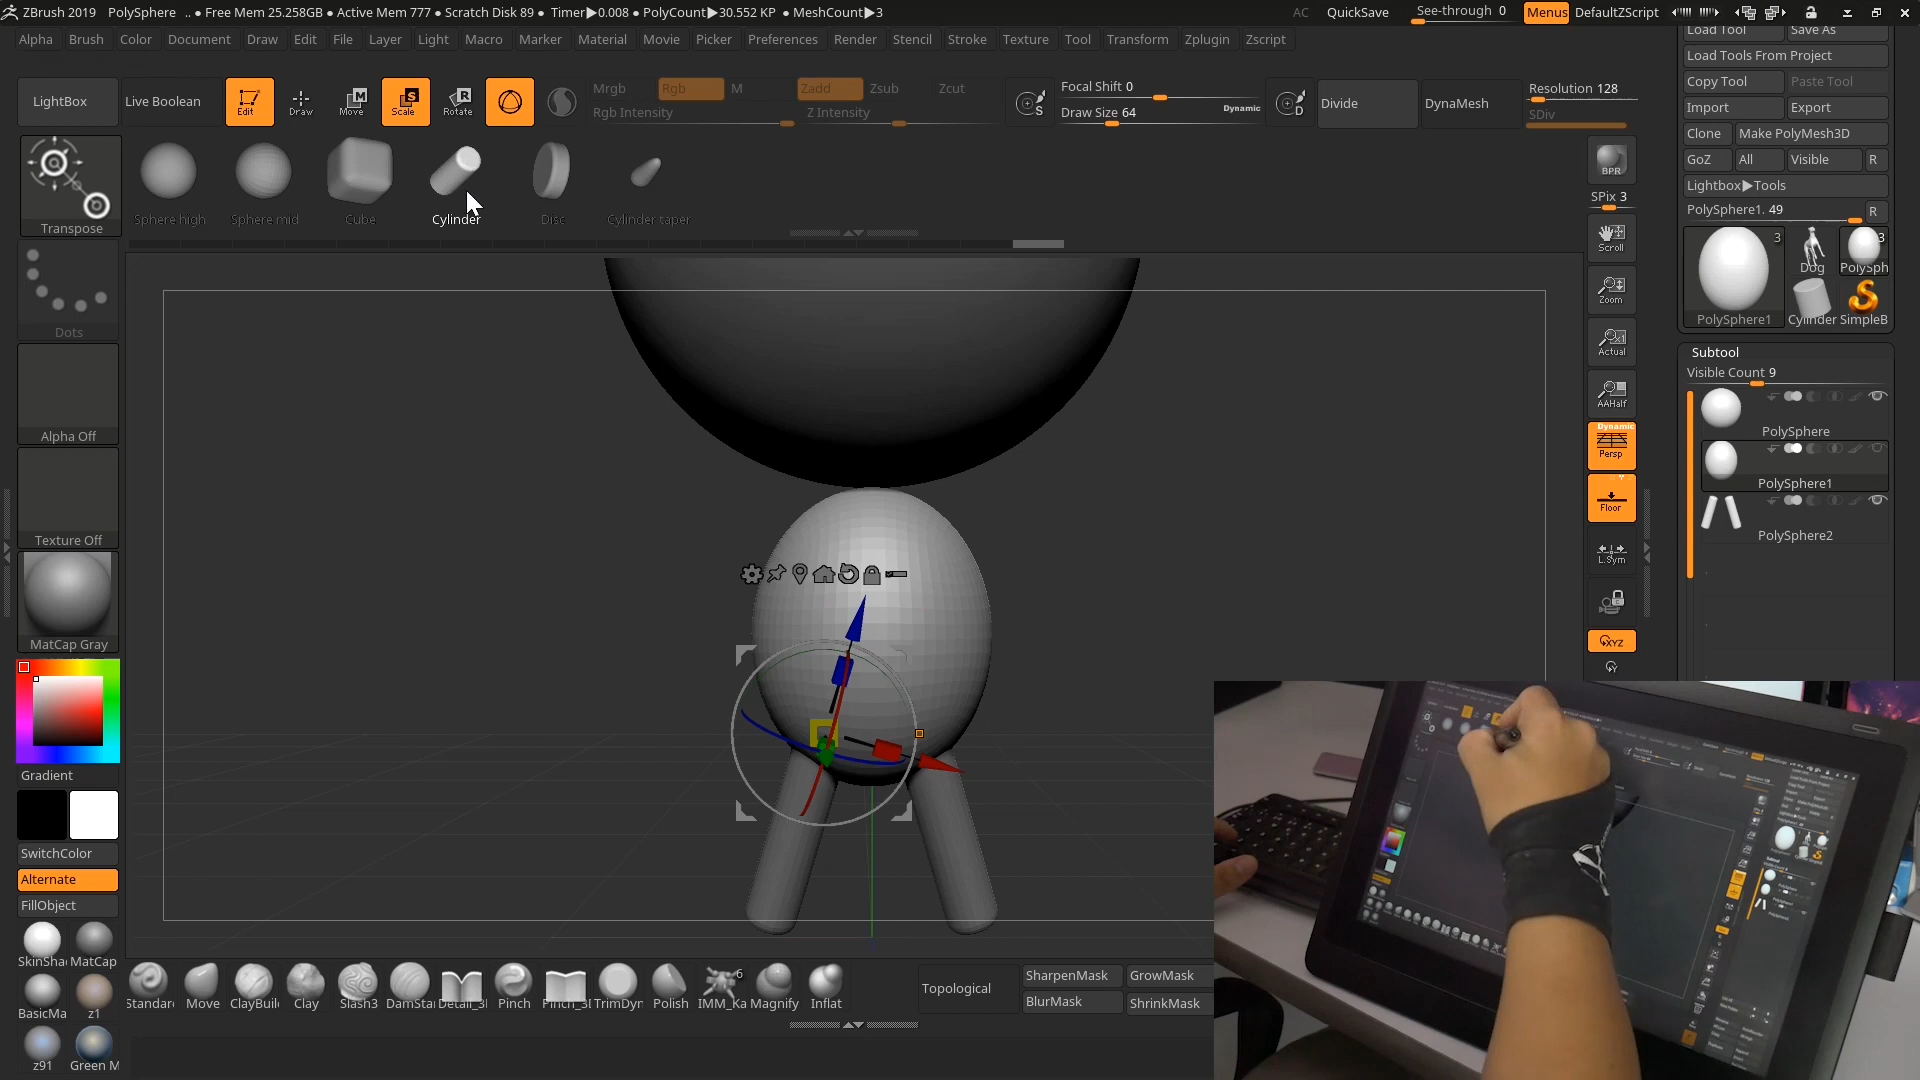 ZBrush 2019 PolySphere .. ● Free Mem 25.258GB ● Active Mem 777 ● Scratch Disk 89 ● Timer▶0.008 ● PolyCount▶30.552 KP ● MeshCount▶3 AC QuickSave See-through 0 Menus DefaultZScript
Alpha Brush Color Document Draw Edit File Layer Light Macro Marker Material Movie Picker Preferences Render Stencil Stroke Texture Tool Transform Zplugin Zscript
LightBox
Live Boolean
Edit
Draw
M
Move
S
Scale
R
Rotate
Mrgb Rgb M Zadd Zsub Zcut
Rgb Intensity Z Intensity
S
Focal Shift 0
Draw Size 64
Dynamic
D
Divide
DynaMesh
Resolution 128
SDiv
Sphere high
Sphere mid
Cube
Cylinder
Disc
Cylinder taper
Transpose
Dots
Alpha Off
Texture Off
MatCap Gray
Gradient
SwitchColor
Alternate
FillObject
SkinSha MatCap
BasicMa z1
z91 Green M
BPR
SPix 3
Scroll
Zoom
Actual
AAHalf
Dynamic
Persp
Floor
L.Sym
XYZ
Load Tool Save As
Load Tools From Project
Copy Tool Paste Tool
Import Export
Clone Make PolyMesh3D
GoZ All Visible R
Lightbox▶Tools
PolySphere1. 49 R
3
PolySphere1
Dog
3
PolySph
Cylinder SimpleB
Subtool
Visible Count 9
PolySphere
PolySphere1
PolySphere2
Standard Move ClayBuil Clay Slash3 DamSta Detail_3 Pinch Pinch_3 TrimDyn Polish 6 IMM_Ka Magnify Inflat
Topological
SharpenMask GrowMask
BlurMask ShrinkMask